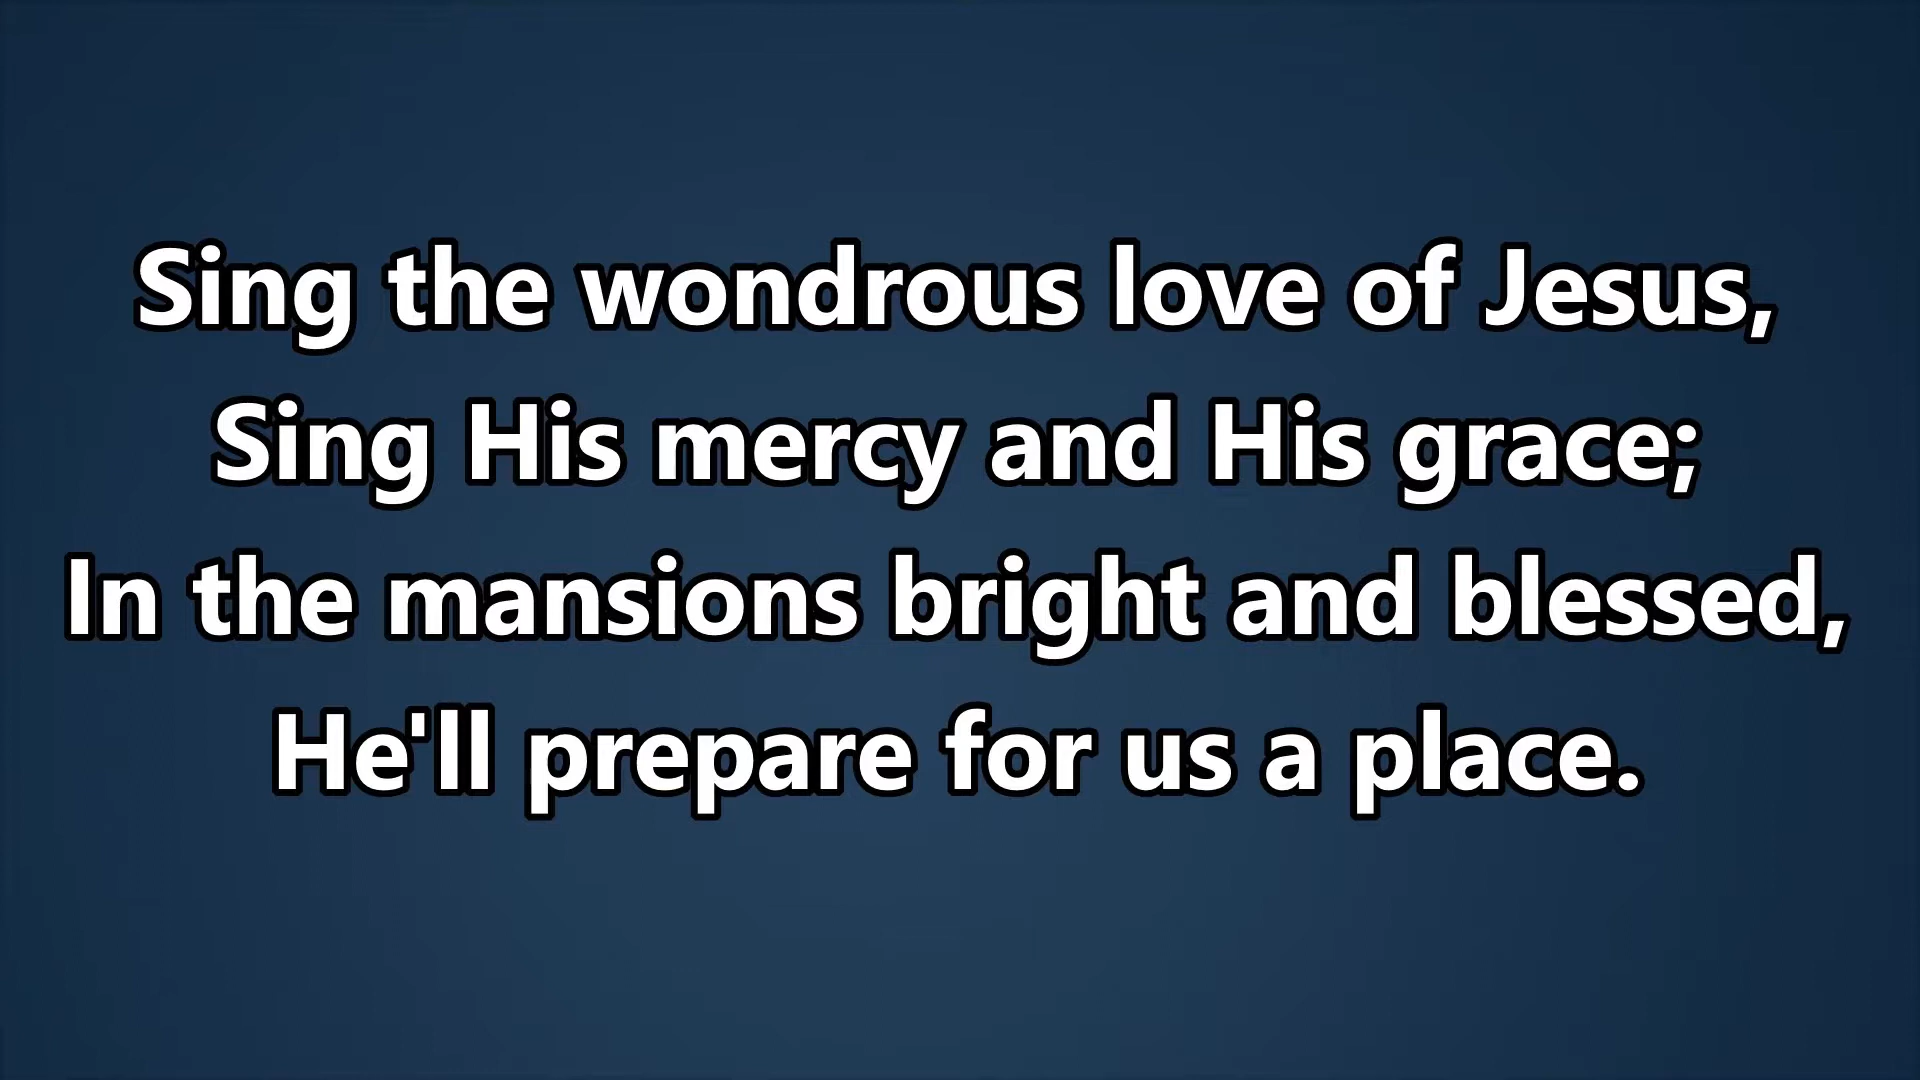 Sing the wondrous love of Jesus,
Sing His mercy and His grace;
In the mansions bright and blessed,
He'll prepare for us a place.